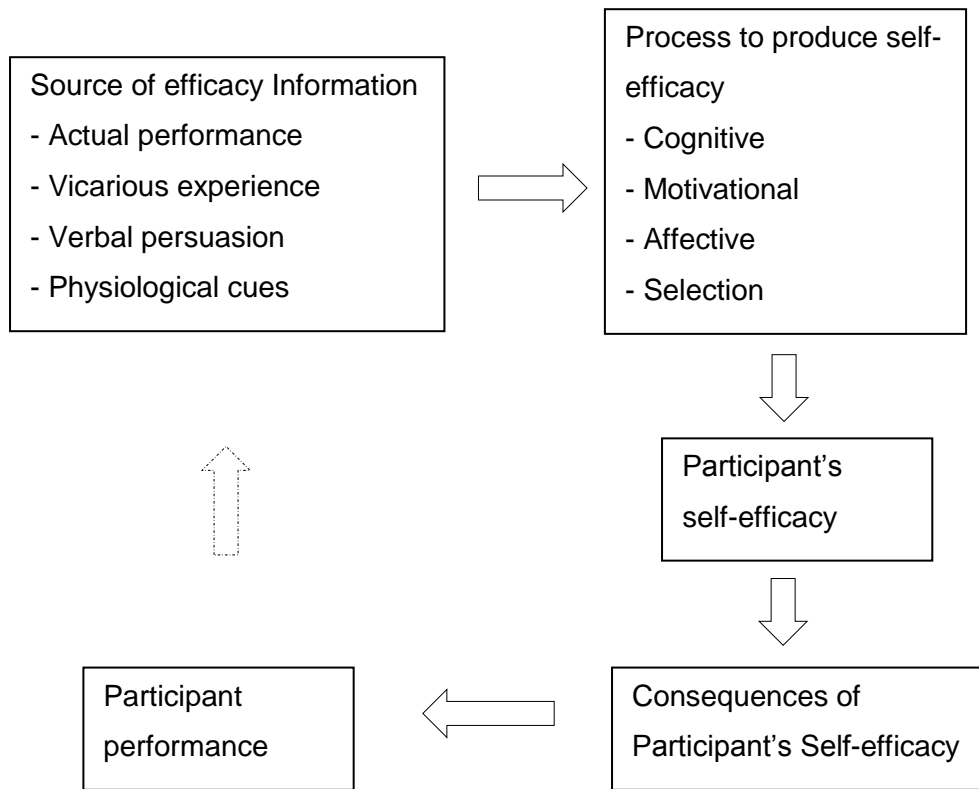 Source of efficacy Information
- Actual performance
- Vicarious experience
- Verbal persuasion
- Physiological cues
Process to produce self-
efficacy
- Cognitive
- Motivational
- Affective
- Selection
Participant’s
self-efficacy
Consequences of
Participant’s Self-efficacy
Participant
performance